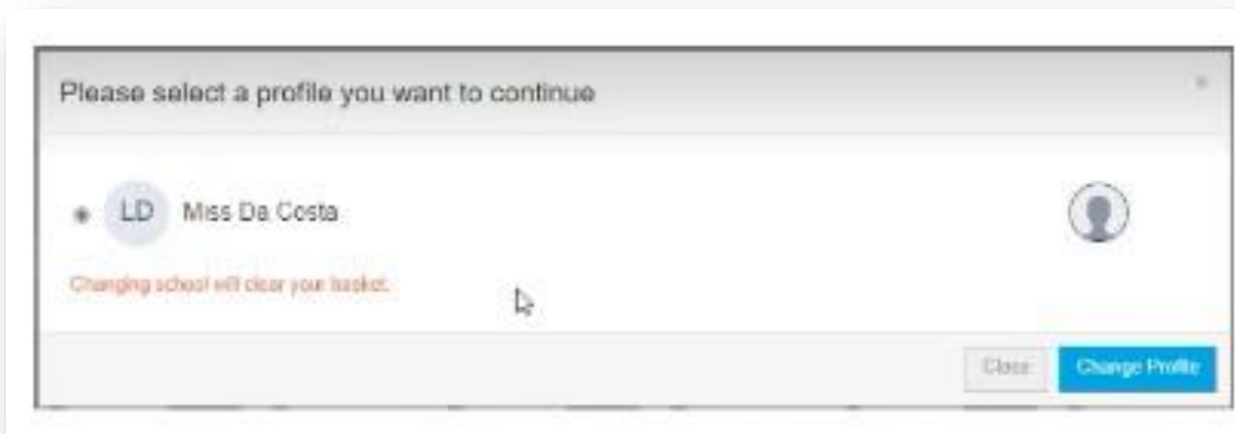 Please select a profile you want to continue
LD Miss Da Costa
Changing school will clear your basket.
Close Change Profile